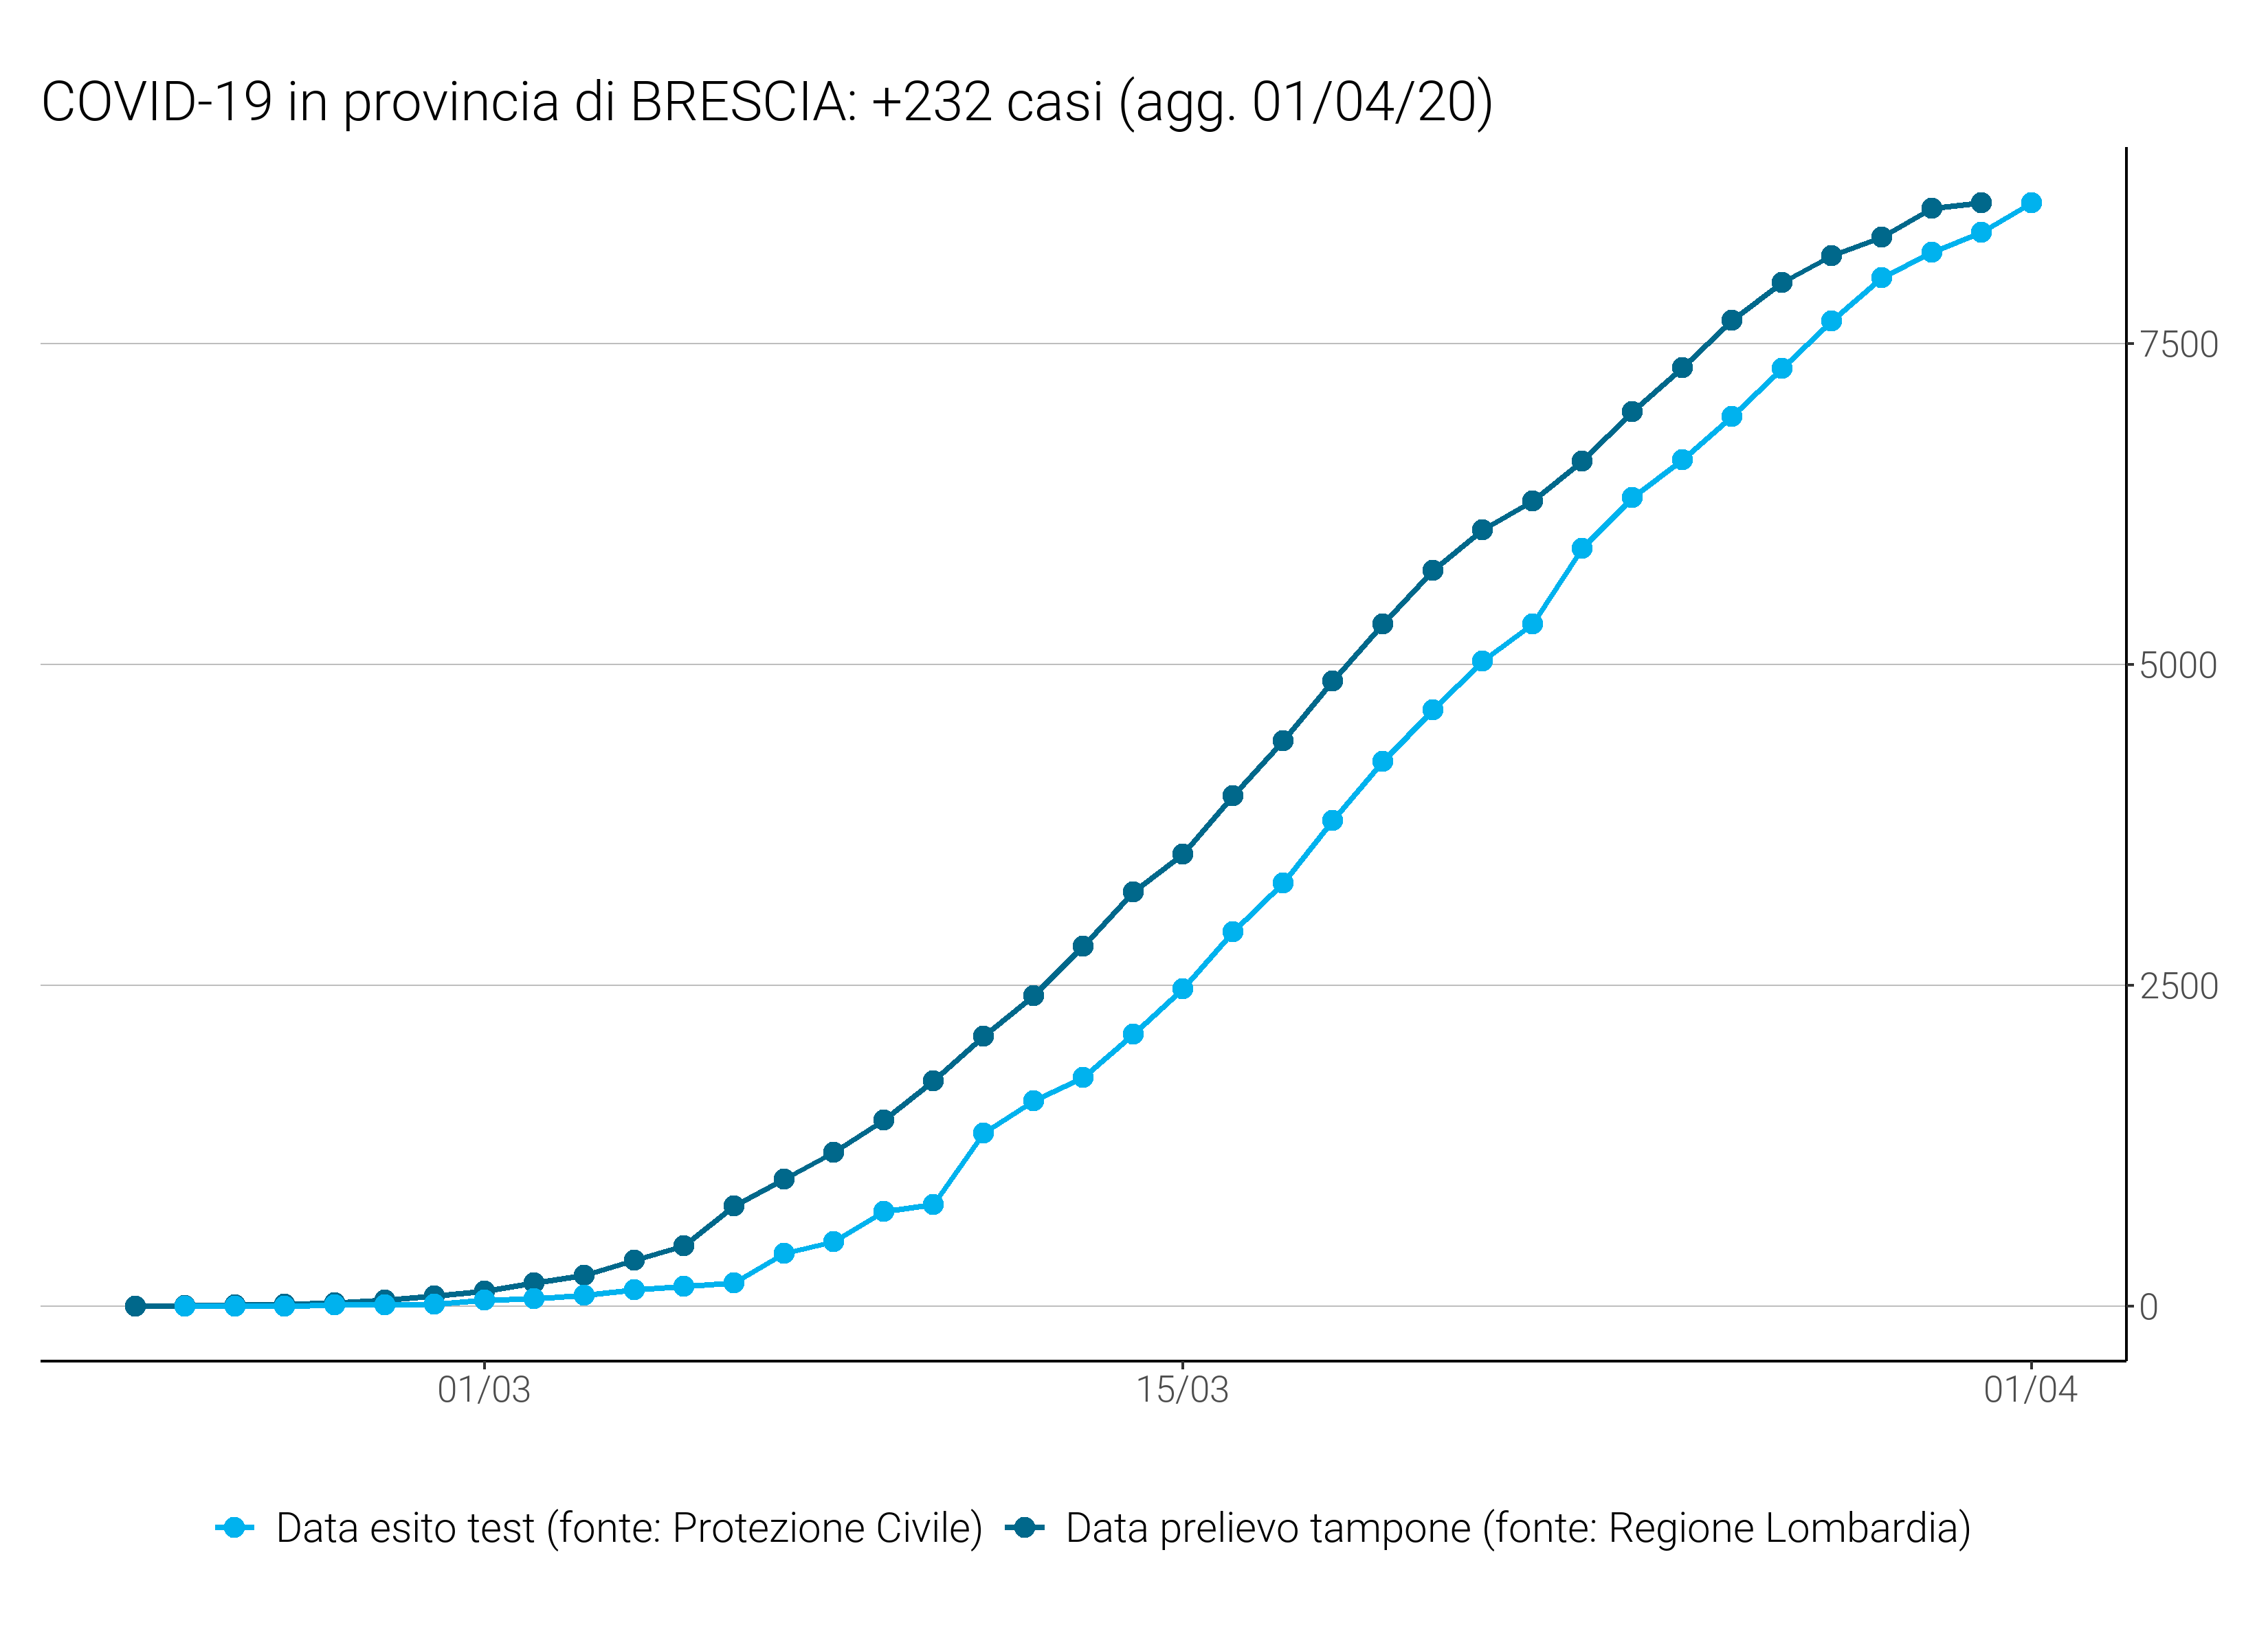 COVID-19 in provincia di BRESCIA: +232 casi (agg. 01/04/20)
7500
5000
2500
0
01/03 15/03 01/04
Data esito test (fonte: Protezione Civile) Data prelievo tampone (fonte: Regione Lombardia)